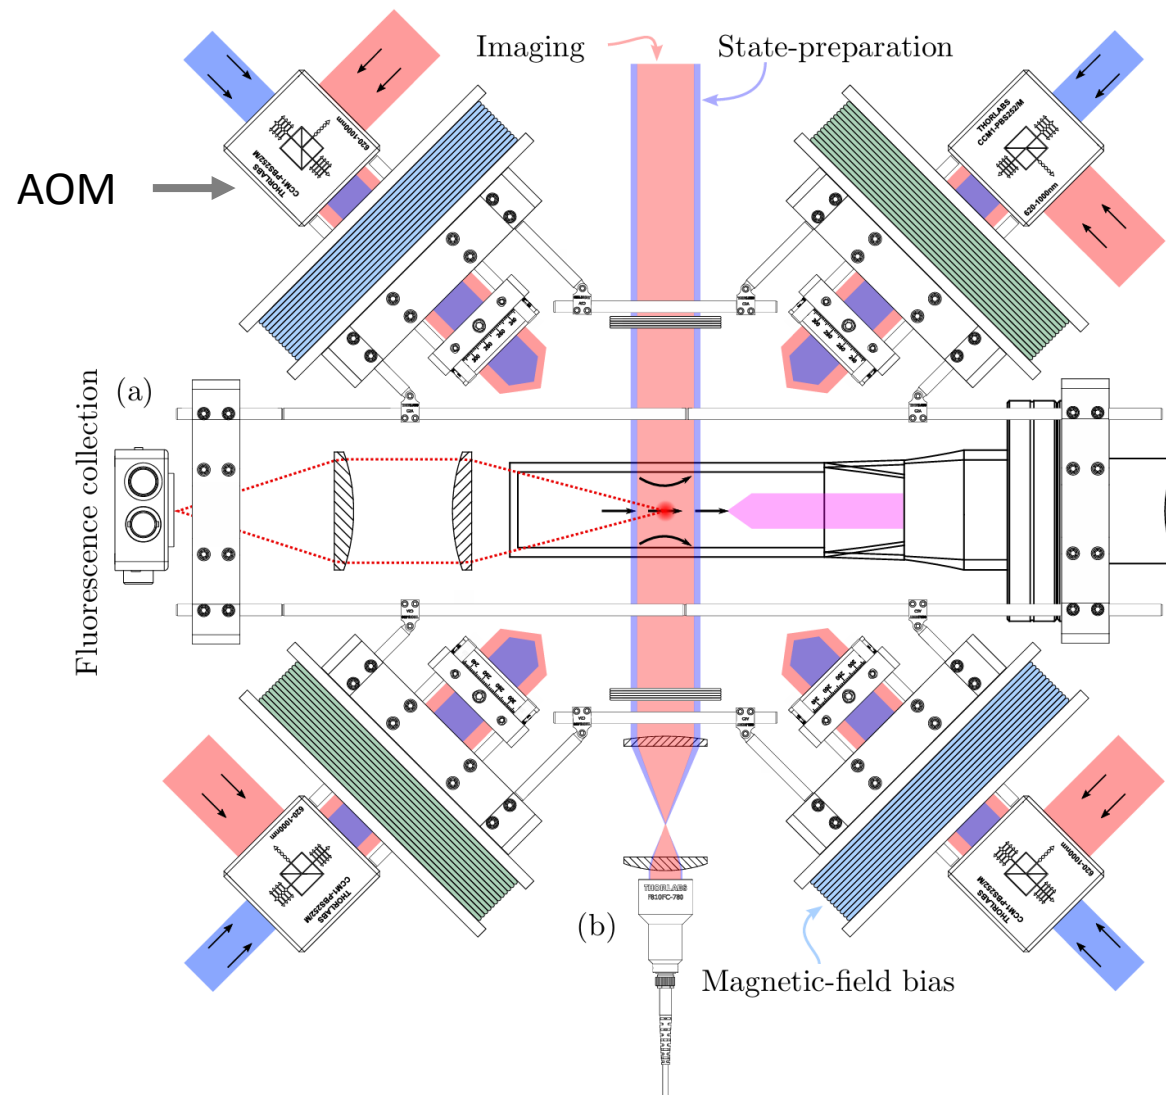 Imaging
State-preparation
THORLABS
CCM1-PBS252/M
620-1000nm
THORLABS
CCM1-PBS252/M
620-1000nm
AOM
(a)
Fluorescence collection
620-1000nm
THORLABS
CCM1-PBS252/M
620-1000nm
THORLABS
CCM1-PBS252/M
THORLABS
F810FC-780
(b)
Magnetic-field bias